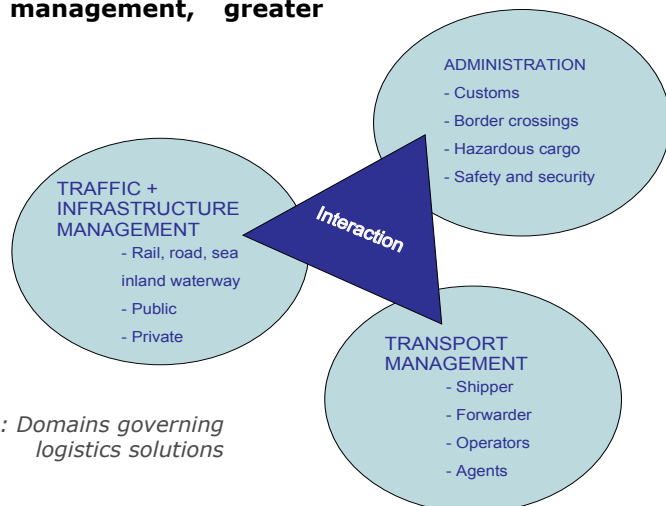 management, greater
ADMINISTRATION
- Customs
- Border crossings
- Hazardous cargo
- Safety and security
TRAFFIC +
INFRASTRUCTURE
MANAGEMENT
- Rail, road, sea
inland waterway
- Public
- Private
Interaction
TRANSPORT
MANAGEMENT
- Shipper
- Forwarder
- Operators
- Agents
: Domains governing
logistics solutions